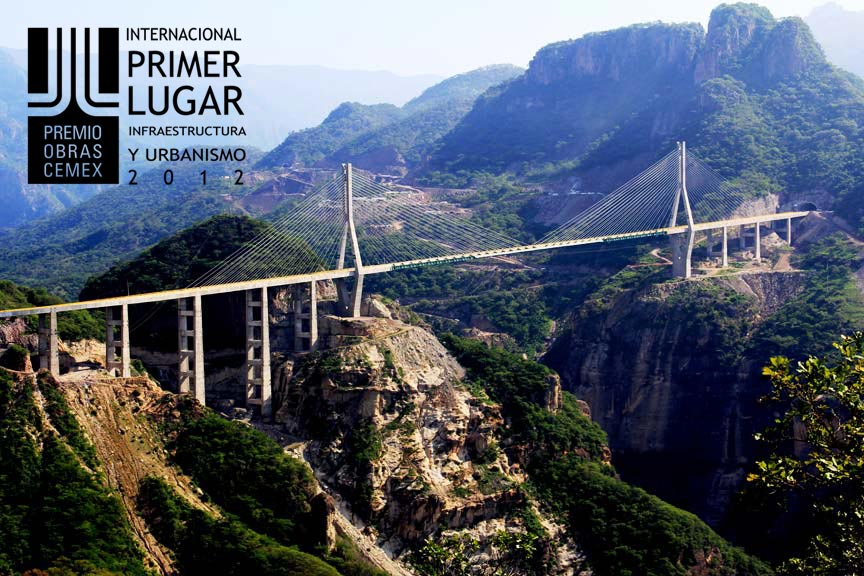 INTERNACIONAL
PRIMER
LUGAR
INFRAESTRUCTURA
Y URBANISMO
2012
PREMIO
OBRAS
CEMEX